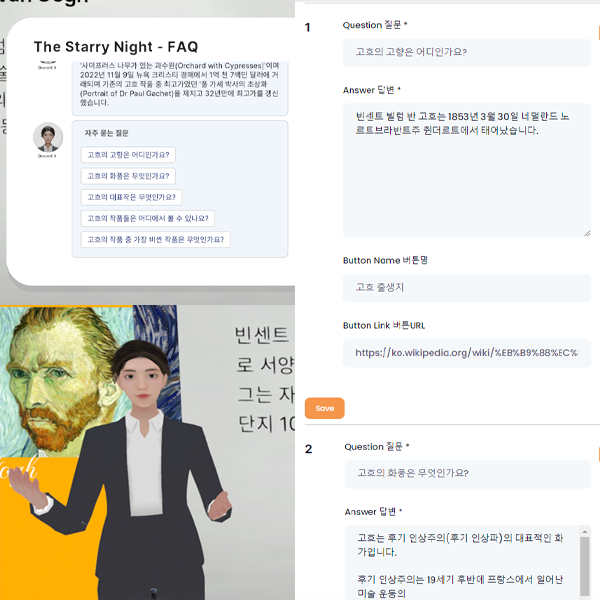 The Starry Night - FAQ
'사이프러스 나무가 있는 과수원(Orchard with Cypresses)'이며
2022년 11월 9일 뉴욕 크리스티 경매에서 1억 천 7백만 달러에 거
래되며 기존의 고흐 작품 중 최고가였던 '폴 가셰 박사의 초상화
(Portrait of Dr Paul Gachet)을 제치고 32년만에 최고가를 갱신
했습니다.
자주 묻는 질문
고흐의 고향은 어디인가요?
고흐의 화풍은 무엇인가요?
고흐의 대표작은 무엇인가요?
고흐의 작품들은 어디에서 볼 수 있나요?
고흐의 작품 중 가장 비싼 작품은 무엇인가요?
빈센트
로 서양
그는 자
단지 10
1
Question 질문 *
고흐의 고향은 어디인가요?
Answer 답변 *
빈센트 빌럼 반 고흐는 1853년 3월 30일 네덜란드 노
르트브라반트주 쥔더르트에서 태어났습니다.
Button Name 버튼명
고흐 출생지
Button Link 버튼URL
https://ko.wikipedia.org/wiki/%EB%B9%88%EC%
Save
2
Question 질문 *
고흐의 화풍은 무엇인가요?
Answer 답변 *
고흐는 후기 인상주의(후기 인상파)의 대표적인 화
가입니다.
후기 인상주의는 19세기 후반에 프랑스에서 일어난
미술 운동의